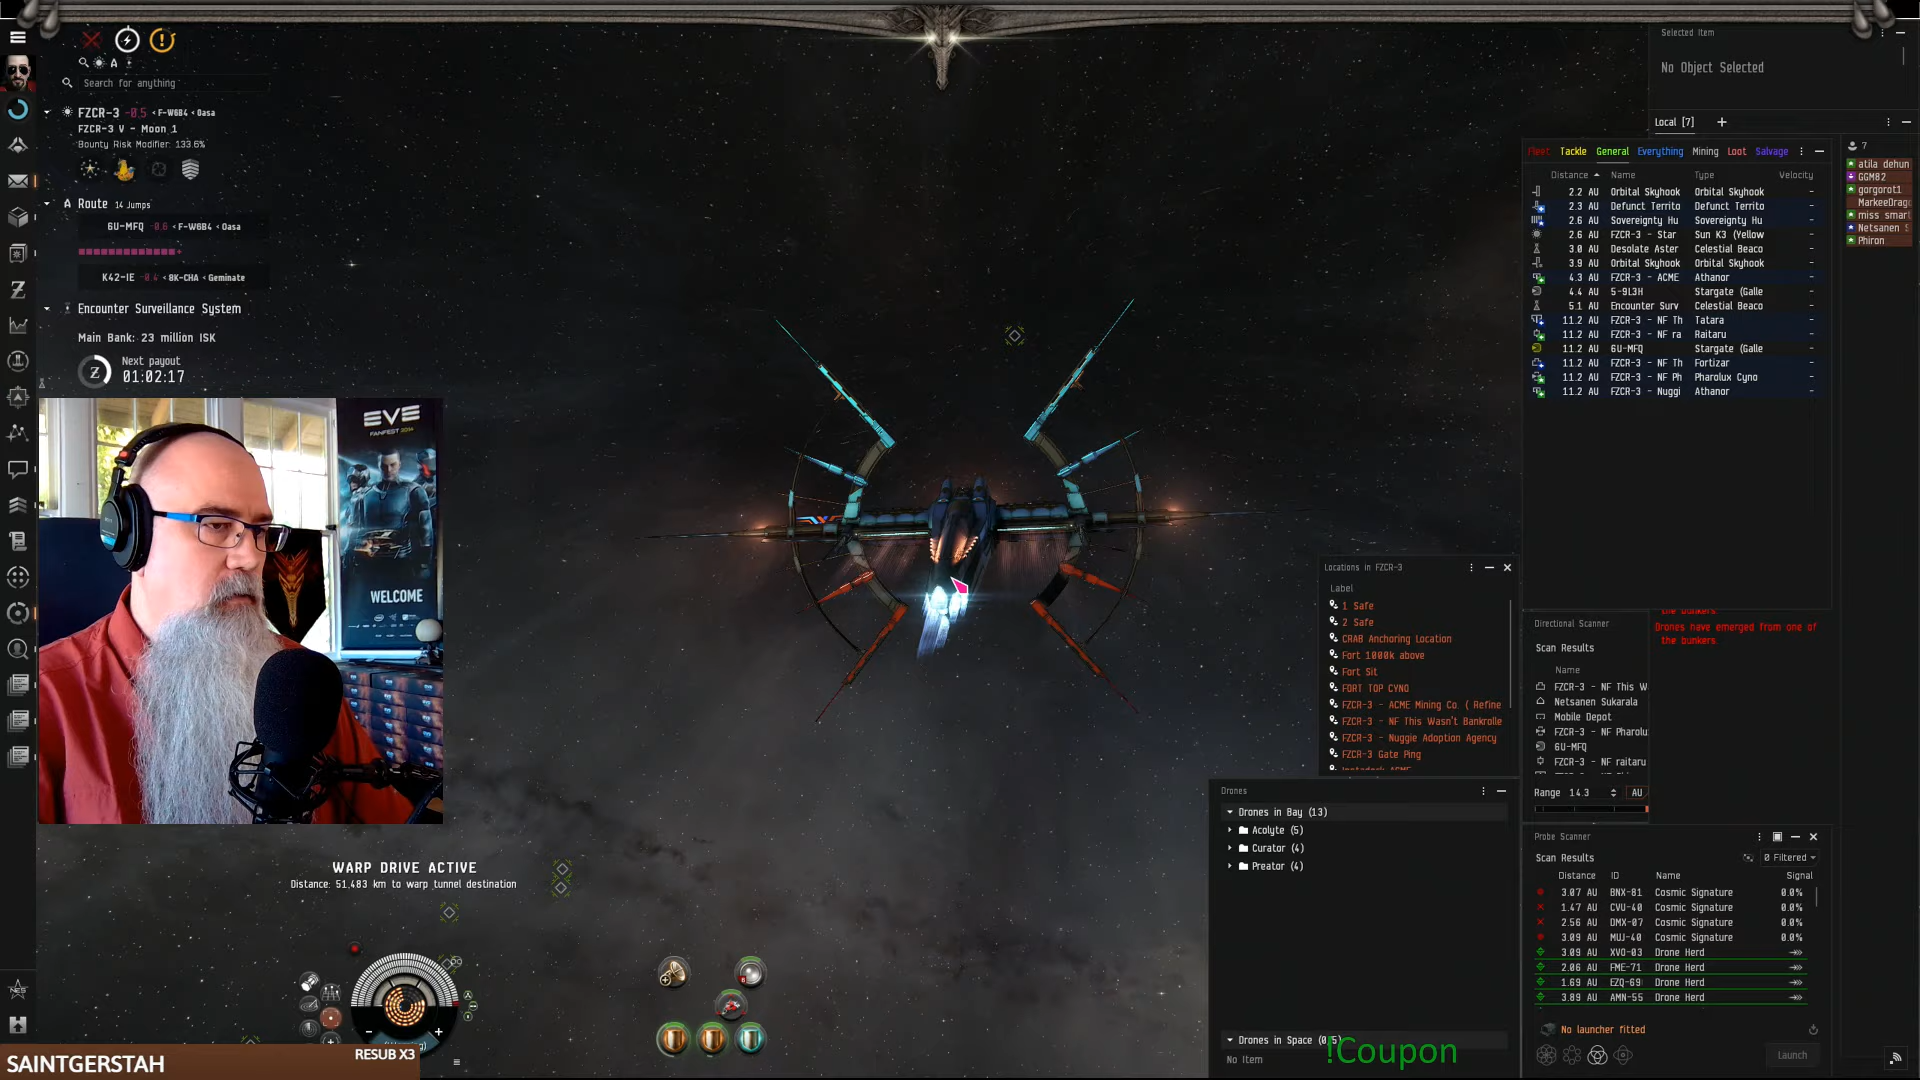 Search for anything
FZCR-3 -0.5 < F-W6B4 < Oasa
FZCR-3 V - Moon 1
Bounty Risk Modifier: 133.6%
Route 14 Jumps
6U-MFQ -0.6 < F-W6B4 < Oasa
K42-IE -0.4 < 8K-CHA < Geminate
Encounter Surveillance System
Main Bank: 23 million ISK
Next payout
01:02:17
EVE
FANFEST
WELCOME
WARP DRIVE ACTIVE
Distance: 51,483 km to warp tunnel destination
SAINTGERSTAH
RESUB X3
Selected Item
No Object Selected
Local [7]
7
atila dehun
GGM82
gorgorot1
MarkeeDrag
miss smar
Netsanen S
Phiron
Fleet Tackle General Everything Mining Loot Salvage
Distance Name Type Velocity
2.2 AU Orbital Skyhook Orbital Skyhook -
2.3 AU Defunct Territo Defunct Territo -
2.6 AU Sovereignty Hu Sovereignty Hu -
2.6 AU FZCR-3 - Star Sun K3 (Yellow -
3.0 AU Desolate Aster Celestial Beaco -
3.9 AU Orbital Skyhook Orbital Skyhook -
4.3 AU FZCR-3 - ACME Athanor -
4.4 AU 5-9L3H Stargate (Galle -
5.1 AU Encounter Surv Celestial Beaco -
11.2 AU FZCR-3 - NF Th Tatara -
11.2 AU FZCR-3 - NF ra Raitaru -
11.2 AU 6U-MFQ Stargate (Galle -
11.2 AU FZCR-3 - NF Th Fortizar -
11.2 AU FZCR-3 - NF Ph Pharolux Cyno -
11.2 AU FZCR-3 - Nuggi Athanor -
Locations in FZCR-3
Label
1 Safe
2 Safe
CRAB Anchoring Location
Fort 1000k above
Fort Sit
FORT TOP CYNO
FZCR-3 - ACME Mining Co. ( Refine
FZCR-3 - NF This Wasn't Bankrolle
FZCR-3 - Nuggie Adoption Agency
FZCR-3 Gate Ping
the bunkers.
Drones have emerged from one of
the bunkers.
Directional Scanner
Scan Results
Name
FZCR-3 - NF This W
Netsanen Sukarala
Mobile Depot
FZCR-3 - NF Pharolu
6U-MFQ
FZCR-3 - NF raitaru
Range 14.3 AU
Drones
Drones in Bay (13)
Acolyte (5)
Curator (4)
Preator (4)
Drones in Space (0/5)
No Item
!Coupon
Probe Scanner
Scan Results
0 Filtered
Distance ID Name Signal
3.07 AU BNX-81 Cosmic Signature 0.0%
1.47 AU CVU-40 Cosmic Signature 0.0%
2.56 AU DMX-07 Cosmic Signature 0.0%
3.09 AU MUJ-40 Cosmic Signature 0.0%
3.09 AU XVO-03 Drone Herd
2.06 AU FME-71 Drone Herd
1.69 AU EZQ-69 Drone Herd
3.89 AU AMN-55 Drone Herd
No launcher fitted
Launch